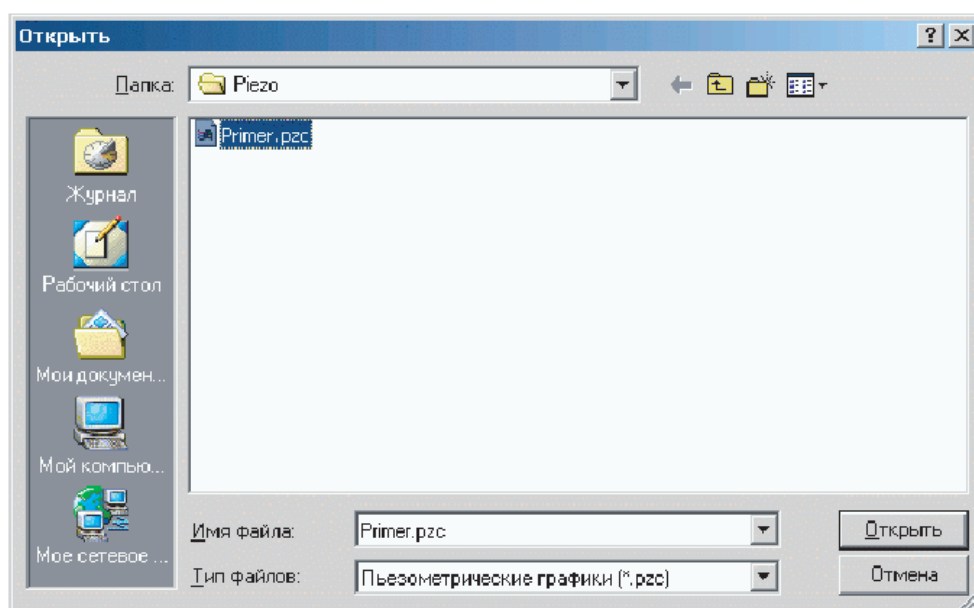 Открыть
Папка: Piezo
Primer.pzc
Журнал
Рабочий стол
Мои докумен...
Мой компью...
Мое сетевое ...
Имя файла: Primer.pzc
Открыть
Тип файлов: Пьезометрические графики (*.pzc)
Отмена